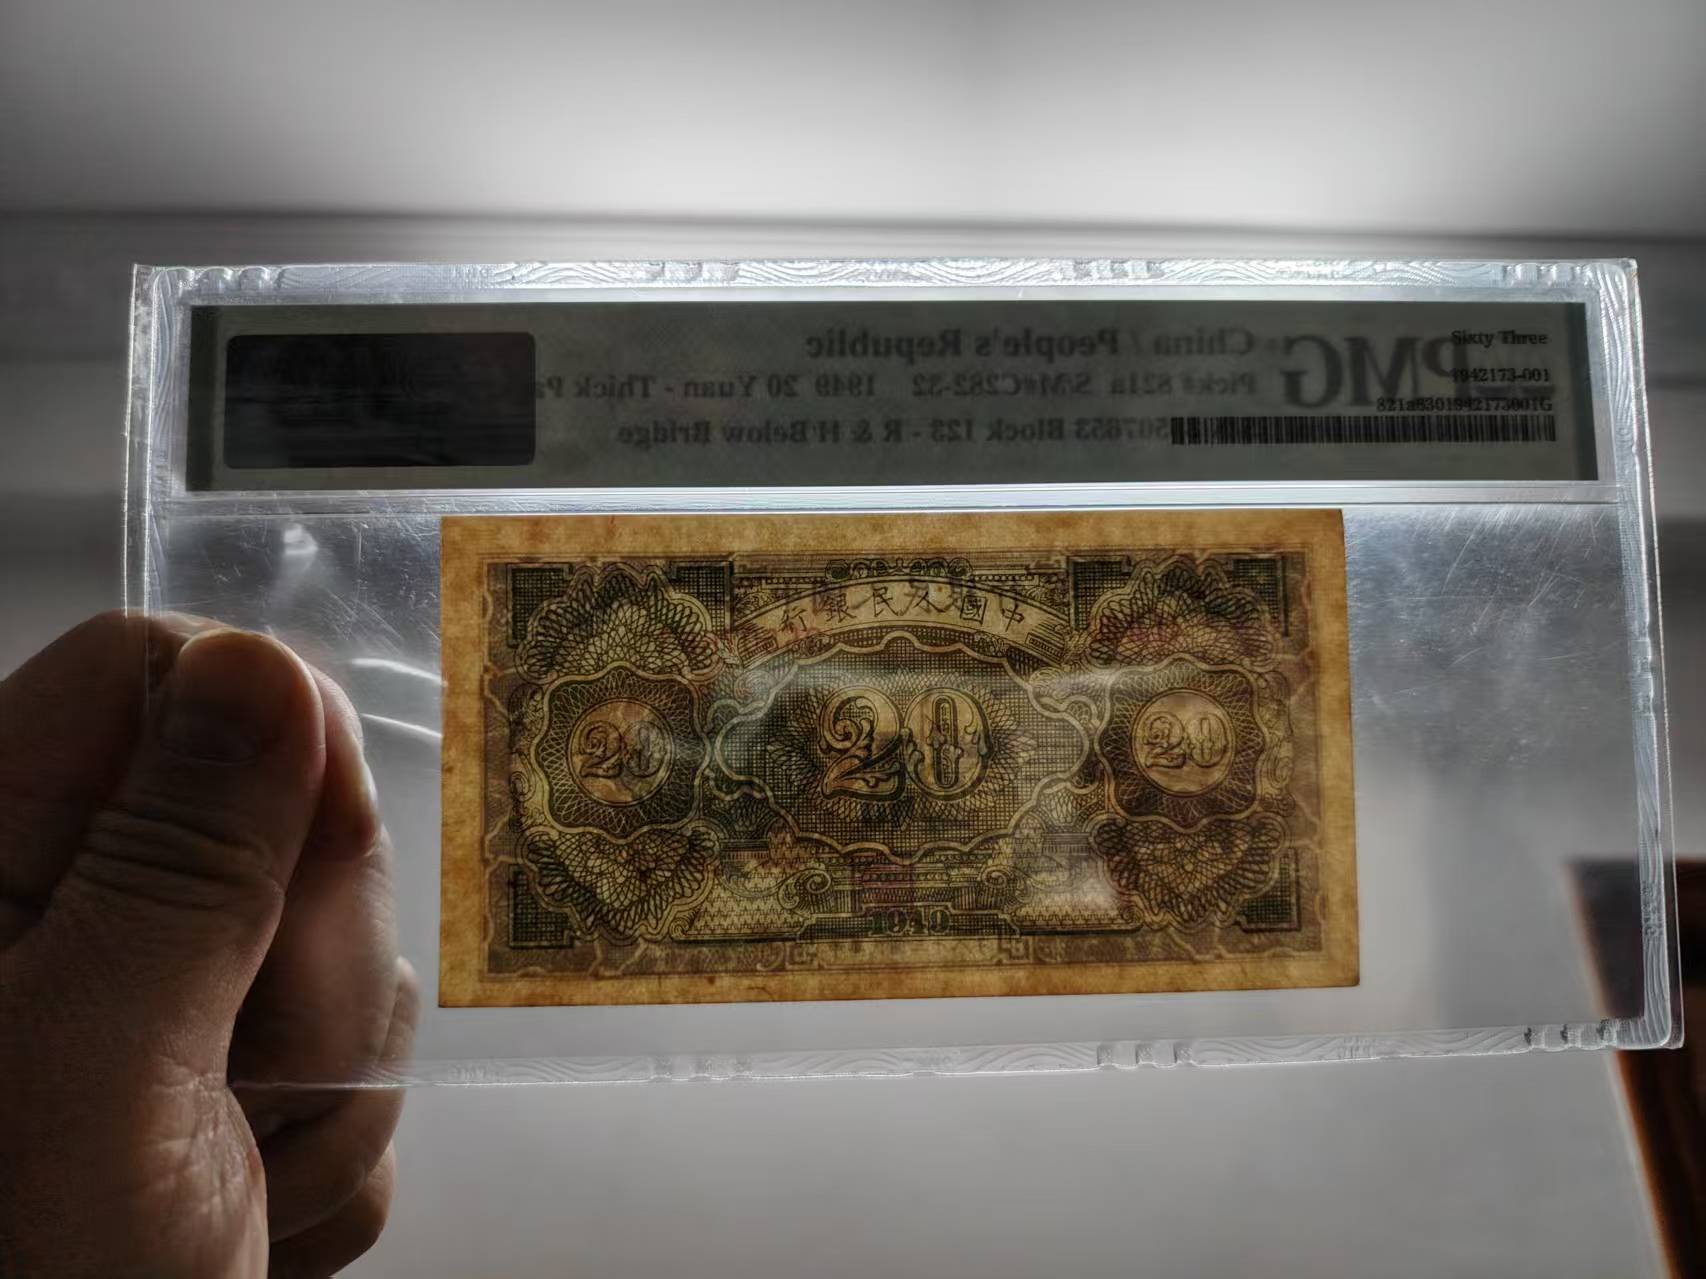 PMG
China / People's Republic
Pick# 821a S/M#C282-32 1949 20 Yuan - Thick Pa
507853 Block 123 - R & H Below Bridge
Sixty Three
1942173-001
821a6301942173001G
中國人民銀行
20 20 20
1949